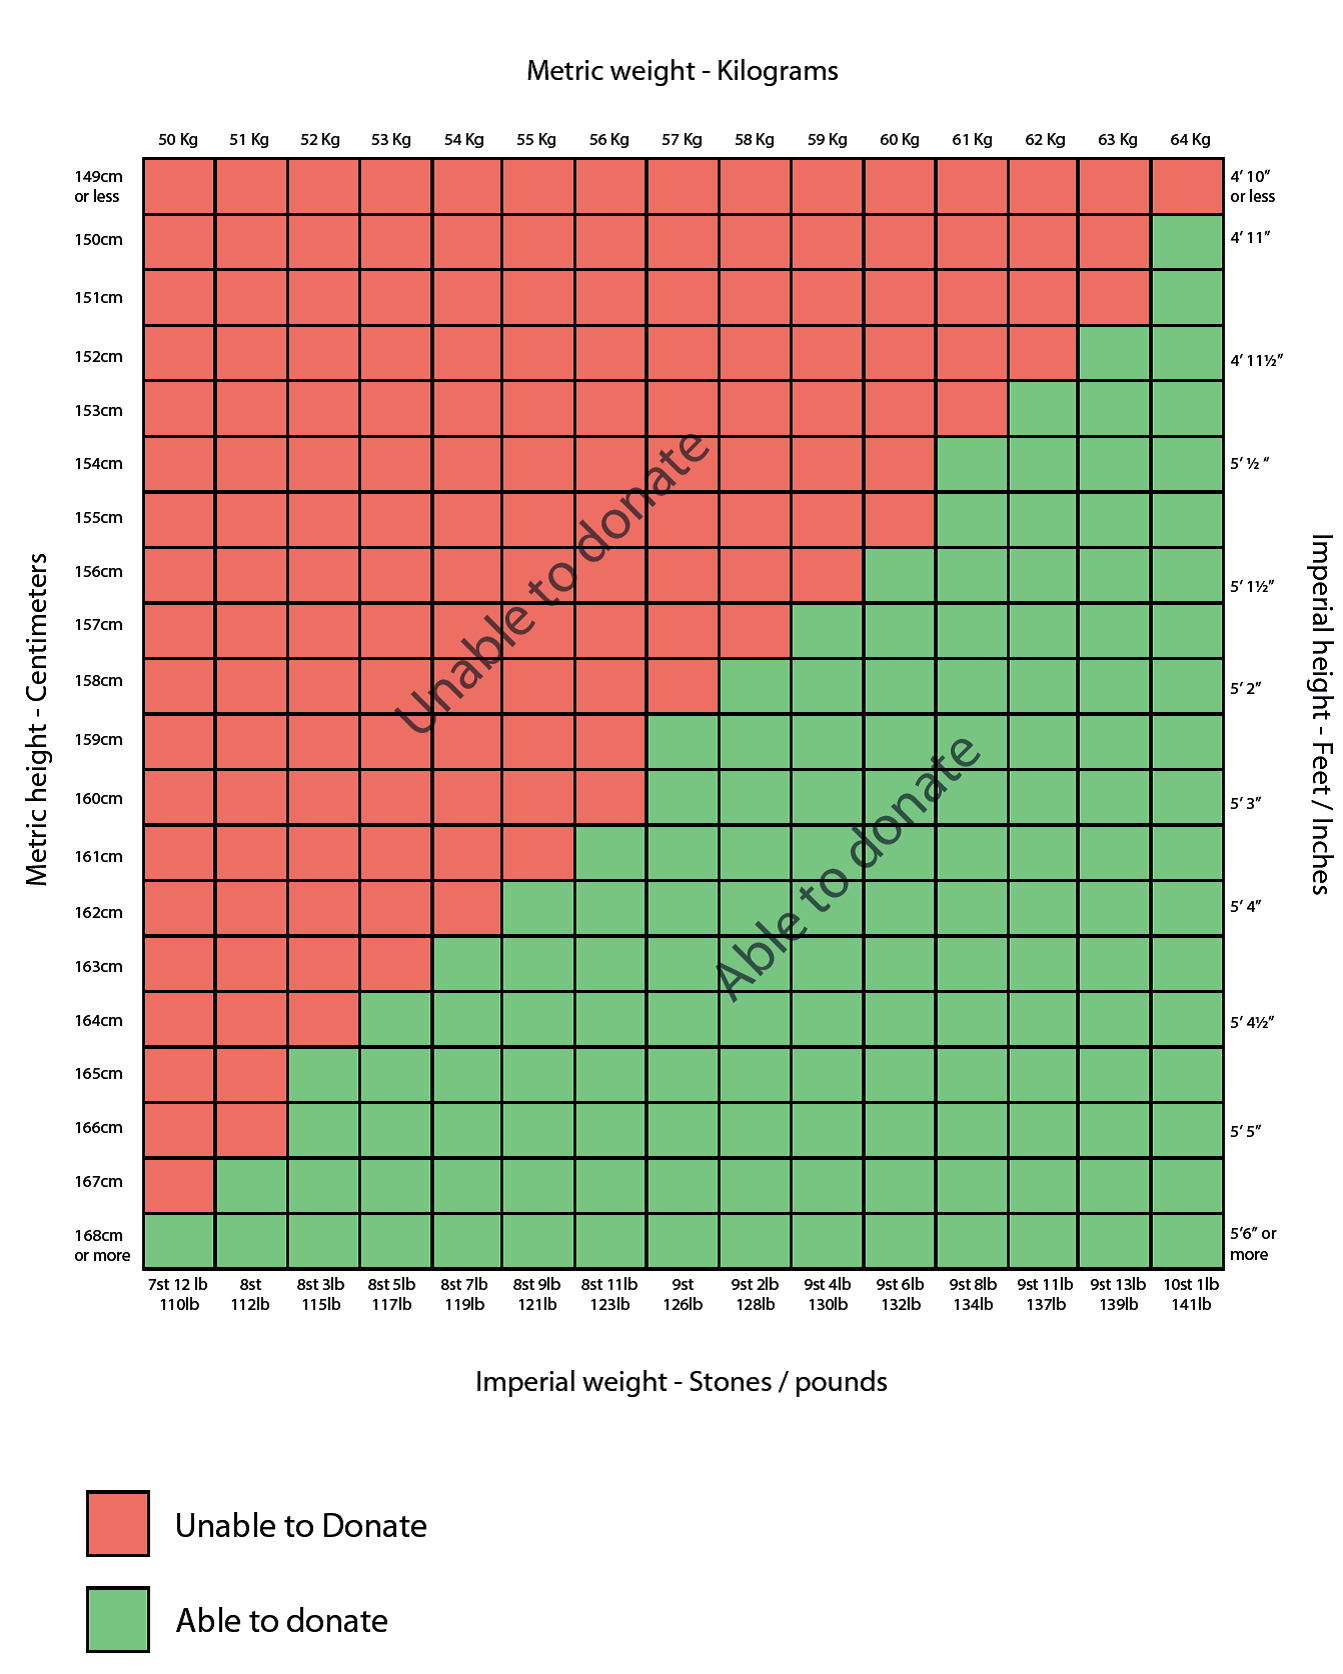 Metric weight - Kilograms
50 Kg 51 Kg 52 Kg 53 Kg 54 Kg 55 Kg 56 Kg 57 Kg 58 Kg 59 Kg 60 Kg 61 Kg 62 Kg 63 Kg 64 Kg
149cm 4’ 10”
or less or less
150cm 4’ 11”
151cm
152cm 4’ 11½”
153cm
154cm 5’ ½ “
155cm
156cm 5’ 1½”
157cm
158cm 5’ 2”
159cm
160cm 5’ 3”
161cm
162cm 5’ 4”
163cm
164cm 5’ 4½”
165cm
166cm 5’ 5”
167cm
168cm 5’6” or
or more more
Metric height - Centimeters
Imperial height - Feet / Inches
Unable to donate
Able to donate
7st 12 lb 8st 8st 3lb 8st 5lb 8st 7lb 8st 9lb 8st 11lb 9st 9st 2lb 9st 4lb 9st 6lb 9st 8lb 9st 11lb 9st 13lb 10st 1lb
110lb 112lb 115lb 117lb 119lb 121lb 123lb 126lb 128lb 130lb 132lb 134lb 137lb 139lb 141lb
Imperial weight - Stones / pounds
Unable to Donate
Able to donate